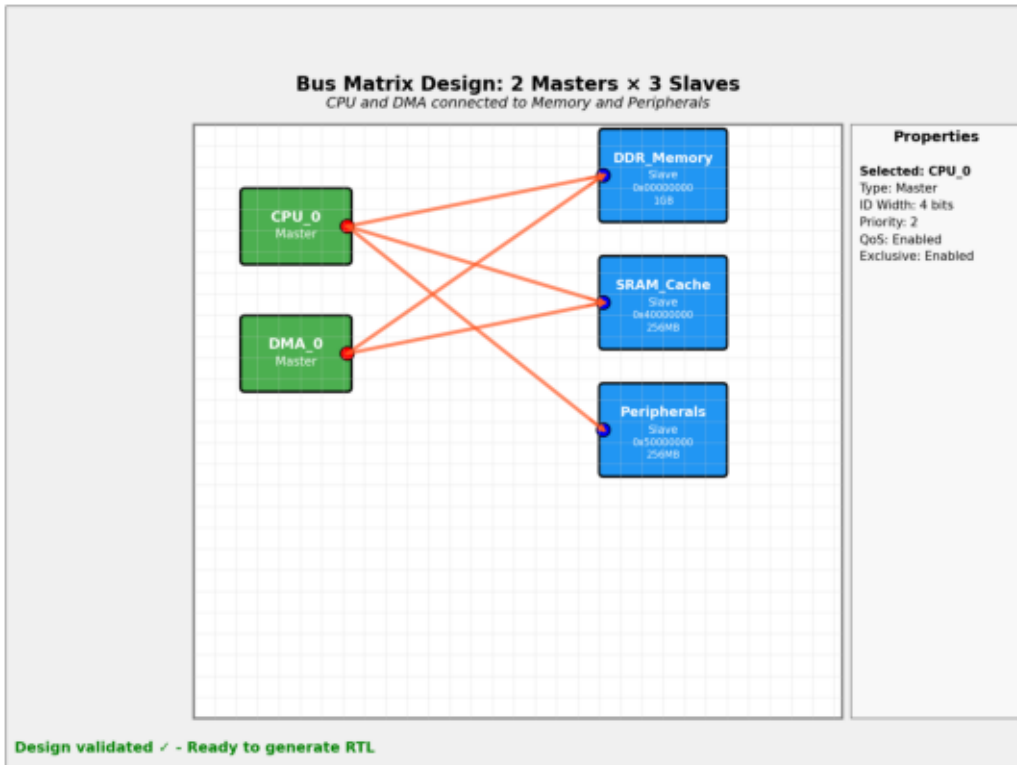 Bus Matrix Design: 2 Masters × 3 Slaves
CPU and DMA connected to Memory and Peripherals
CPU_0
Master
DMA_0
Master
DDR_Memory
Slave
0x00000000
1GB
SRAM_Cache
Slave
0x40000000
256MB
Peripherals
Slave
0x50000000
256MB
Properties
Selected: CPU_0
Type: Master
ID Width: 4 bits
Priority: 2
QoS: Enabled
Exclusive: Enabled
Design validated ✓ - Ready to generate RTL